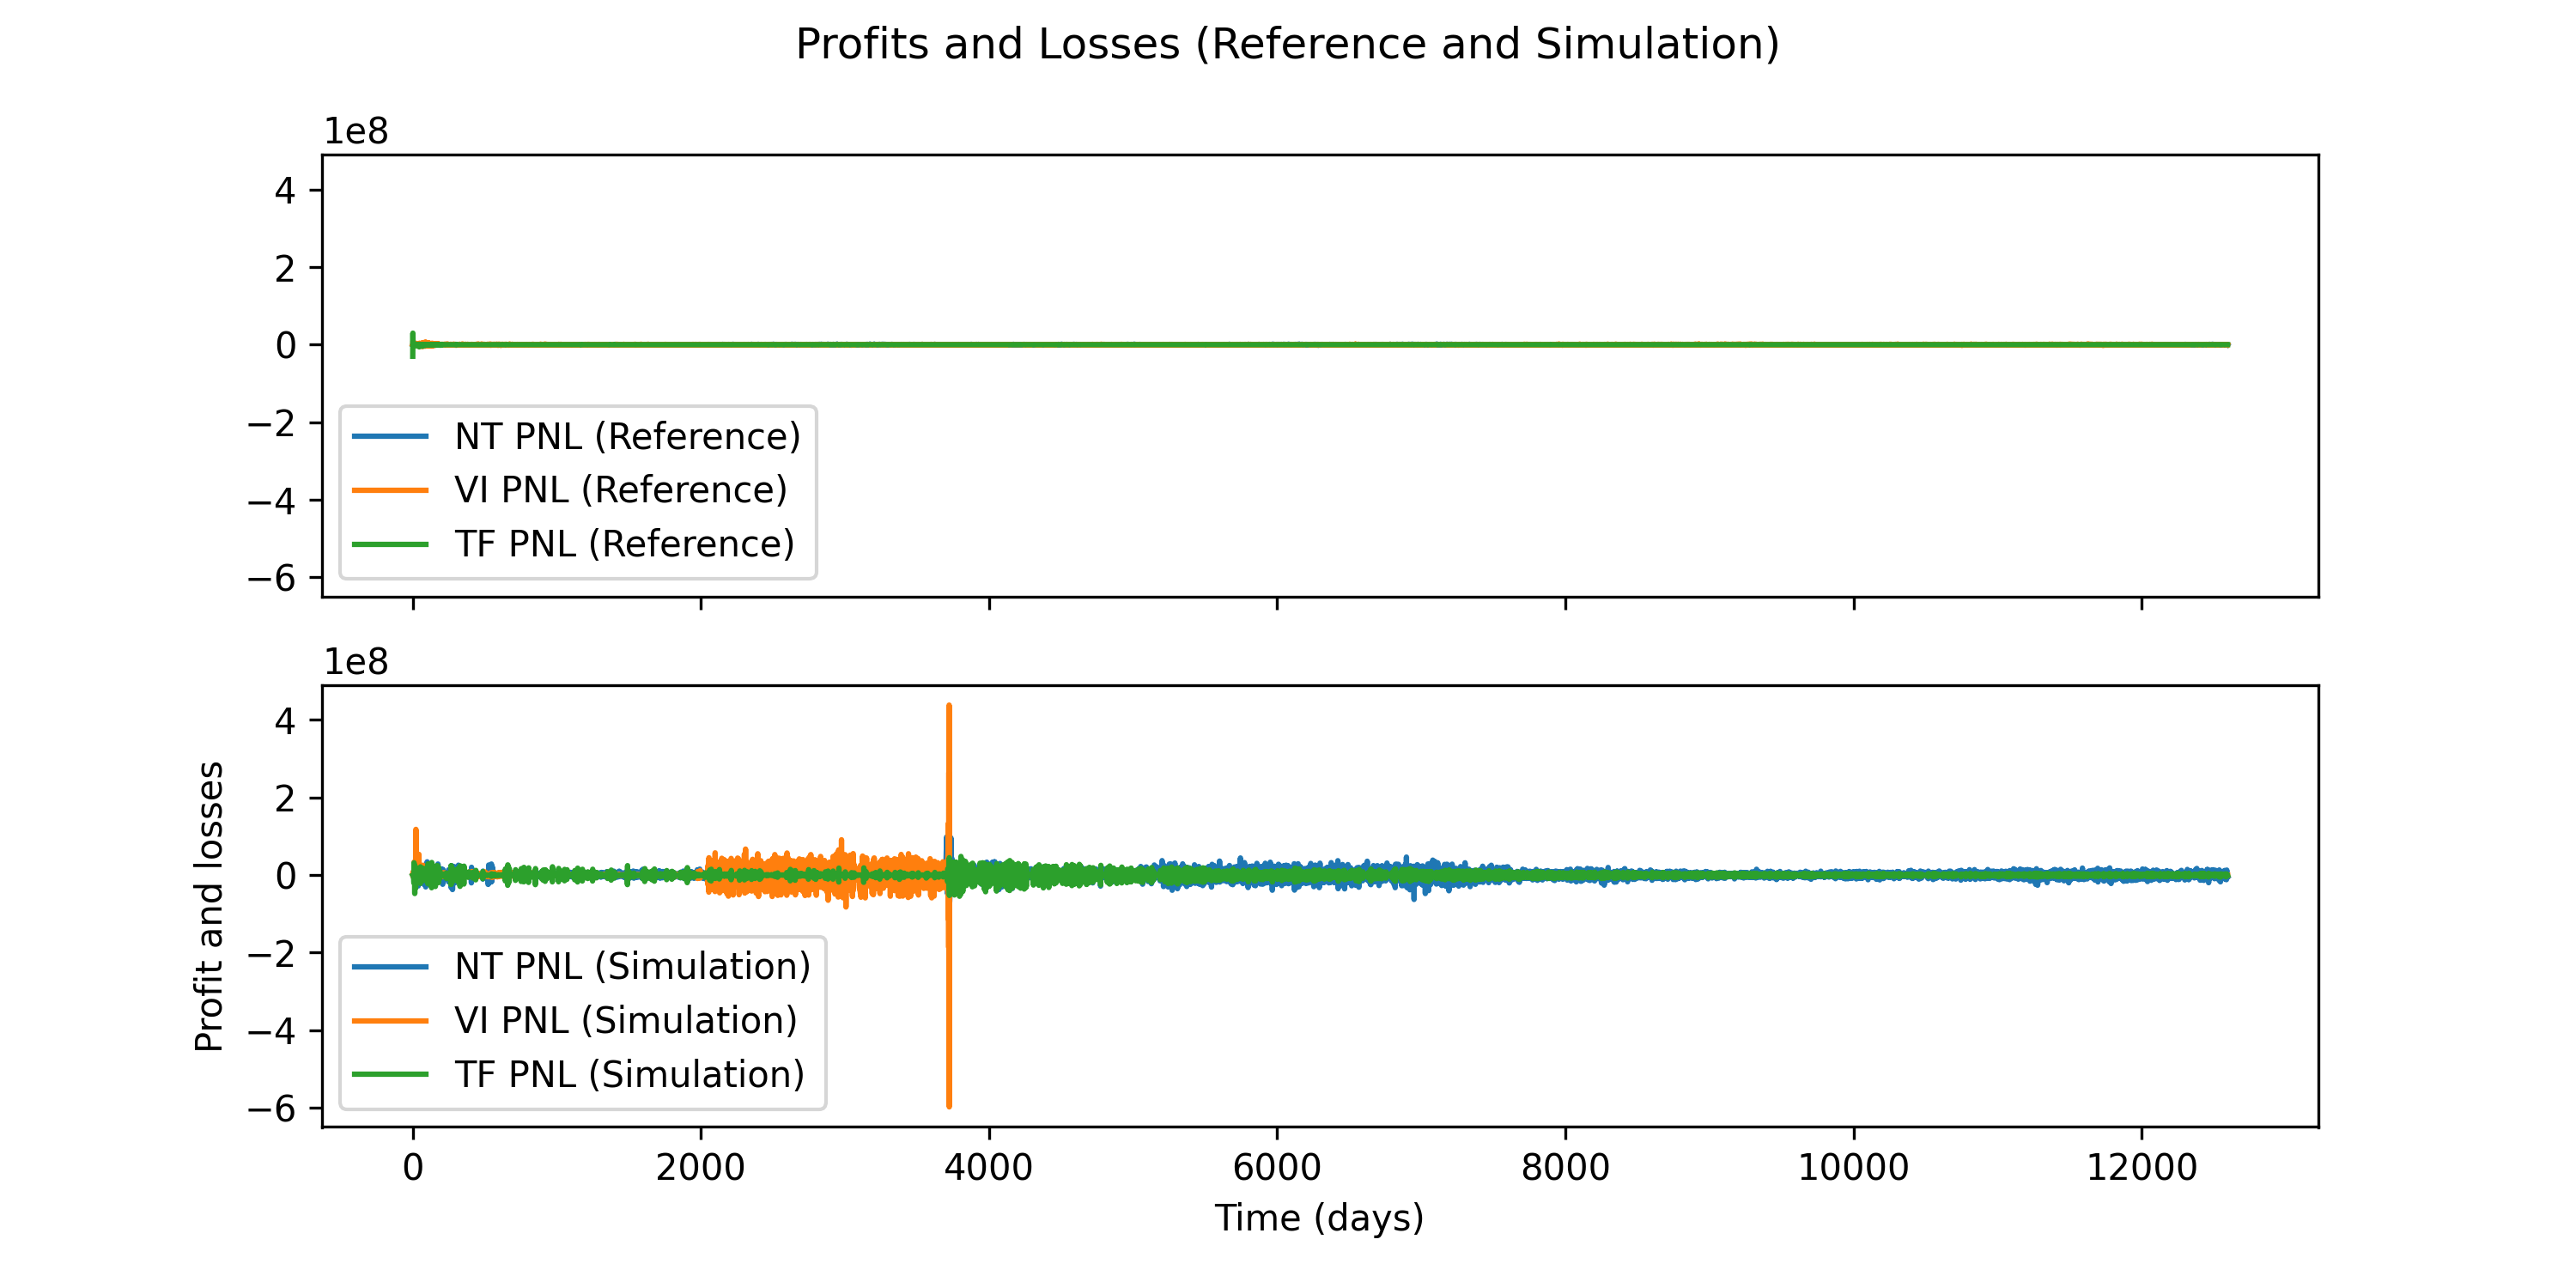 Profits and Losses (Reference and Simulation)
1e8
4
2
0
−2
−4
−6
NT PNL (Reference)
VI PNL (Reference)
TF PNL (Reference)
1e8
4
2
0
−2
−4
−6
Profit and losses
NT PNL (Simulation)
VI PNL (Simulation)
TF PNL (Simulation)
0 2000 4000 6000 8000 10000 12000
Time (days)